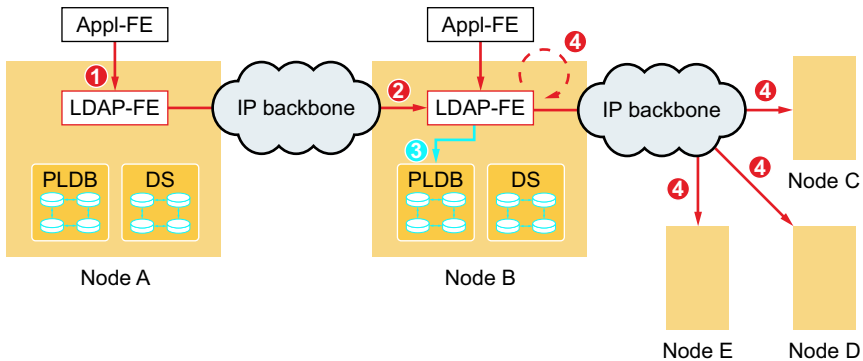 Appl-FE
Appl-FE
4
1
LDAP-FE
IP backbone
2
LDAP-FE
IP backbone
4
3
PLDB
DS
PLDB
DS
4
4
Node C
Node A
Node B
Node E
Node D